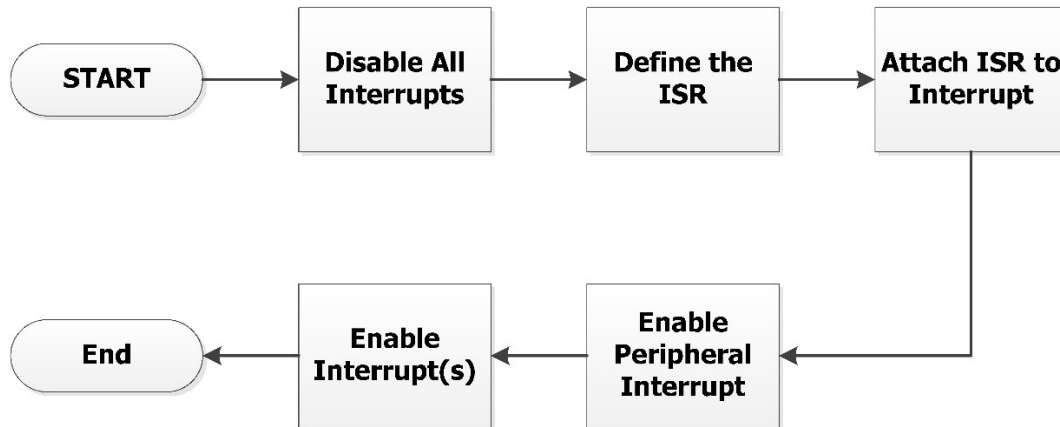 START
Disable All
Interrupts
Define the
ISR
Attach ISR to
Interrupt
Enable
Peripheral
Interrupt
Enable
Interrupt(s)
End